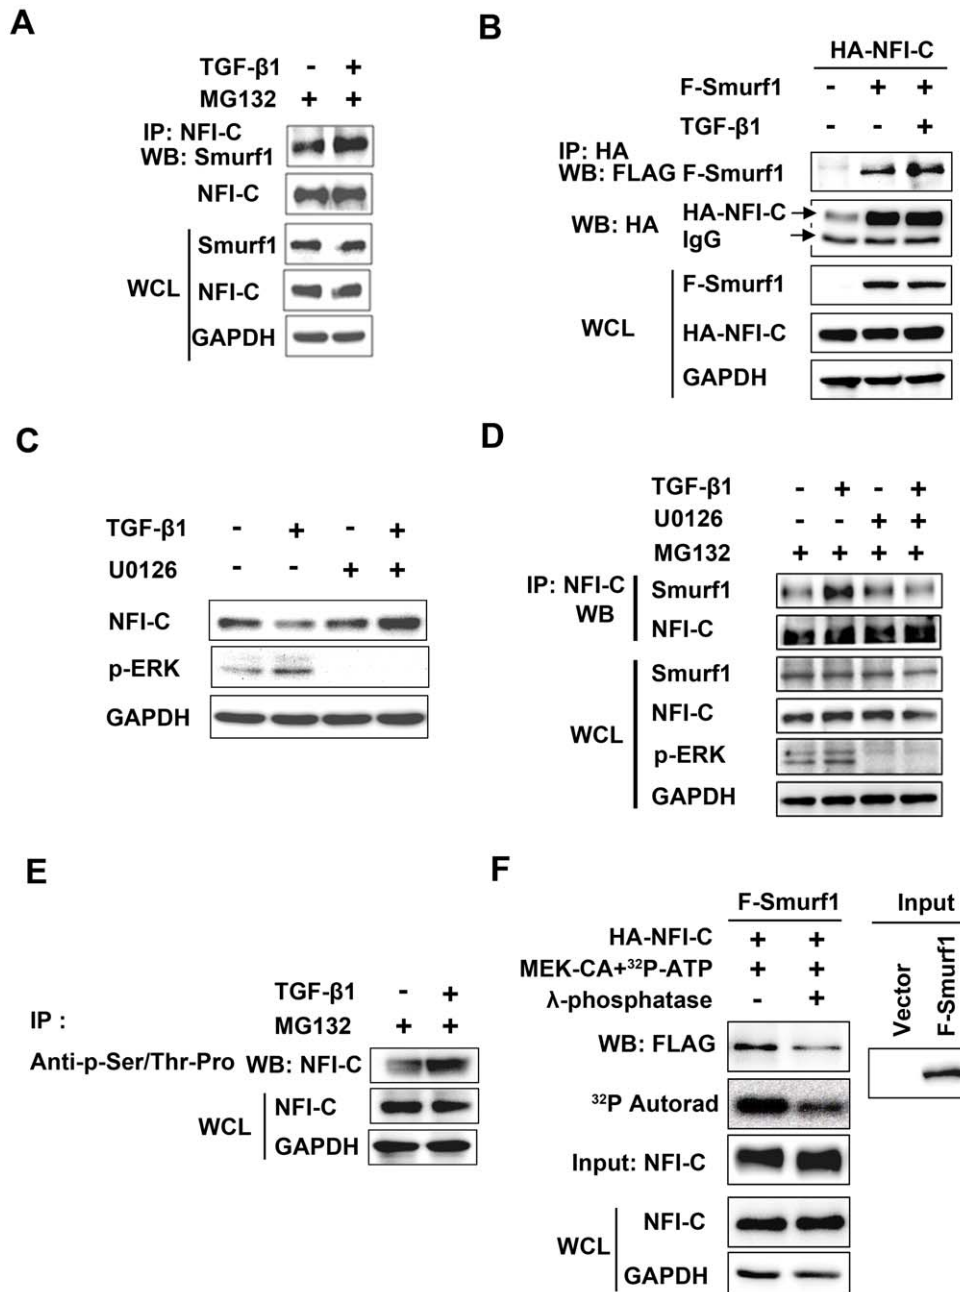 A
TGF-β1 - +
MG132 + +
IP: NFI-C
WB: Smurf1
NFI-C
WCL
Smurf1
NFI-C
GAPDH
B
HA-NFI-C
F-Smurf1 - + +
TGF-β1 - - +
IP: HA
WB: FLAG F-Smurf1
WB: HA
HA-NFI-C
IgG
WCL
F-Smurf1
HA-NFI-C
GAPDH
C
TGF-β1 - + - +
U0126 - - + +
NFI-C
p-ERK
GAPDH
D
TGF-β1 - + - +
U0126 - - + +
MG132 + + + +
IP: NFI-C
WB
Smurf1
NFI-C
WCL
Smurf1
NFI-C
p-ERK
GAPDH
E
TGF-β1 - +
IP :
MG132 + +
Anti-p-Ser/Thr-Pro WB: NFI-C
WCL
NFI-C
GAPDH
F
F-Smurf1
HA-NFI-C + +
MEK-CA+³²P-ATP + +
λ-phosphatase - +
WB: FLAG
³²P Autorad
Input: NFI-C
WCL
NFI-C
GAPDH
Input
Vector
F-Smurf1